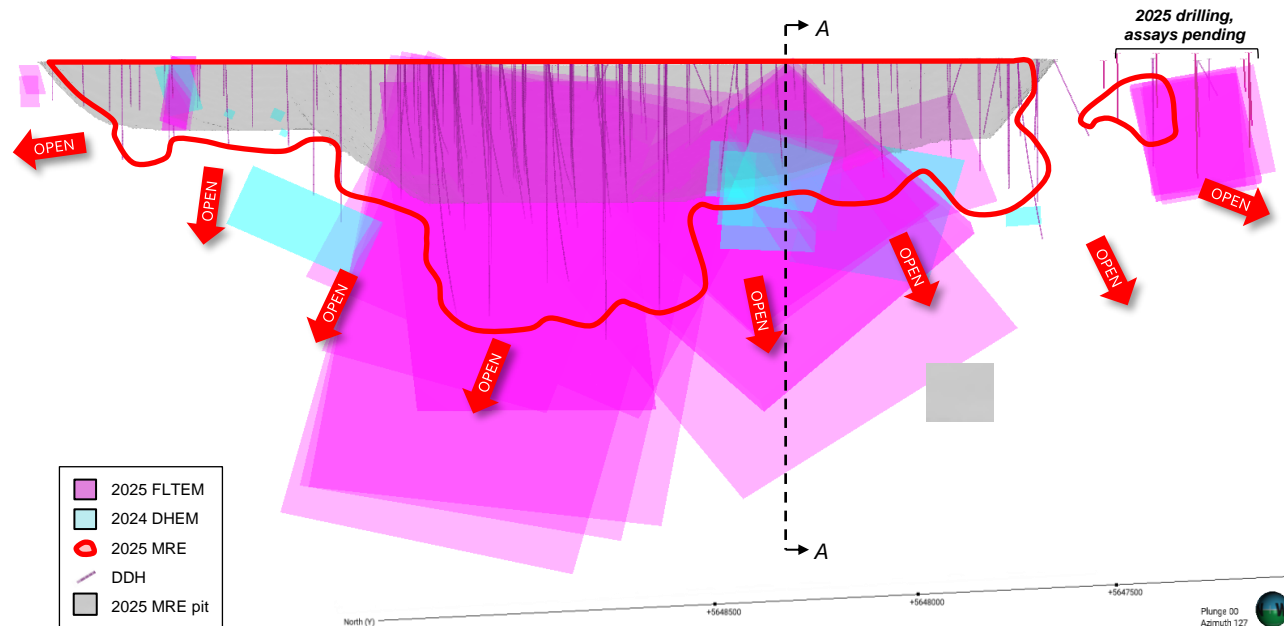 A
2025 drilling,
assays pending
OPEN
OPEN
OPEN
OPEN
OPEN
OPEN
OPEN
OPEN
2025 FLTEM
2024 DHEM
2025 MRE
DDH
2025 MRE pit
A
North (Y)
+5648500
+5648000
+5647500
Plunge 00
Azimuth 127